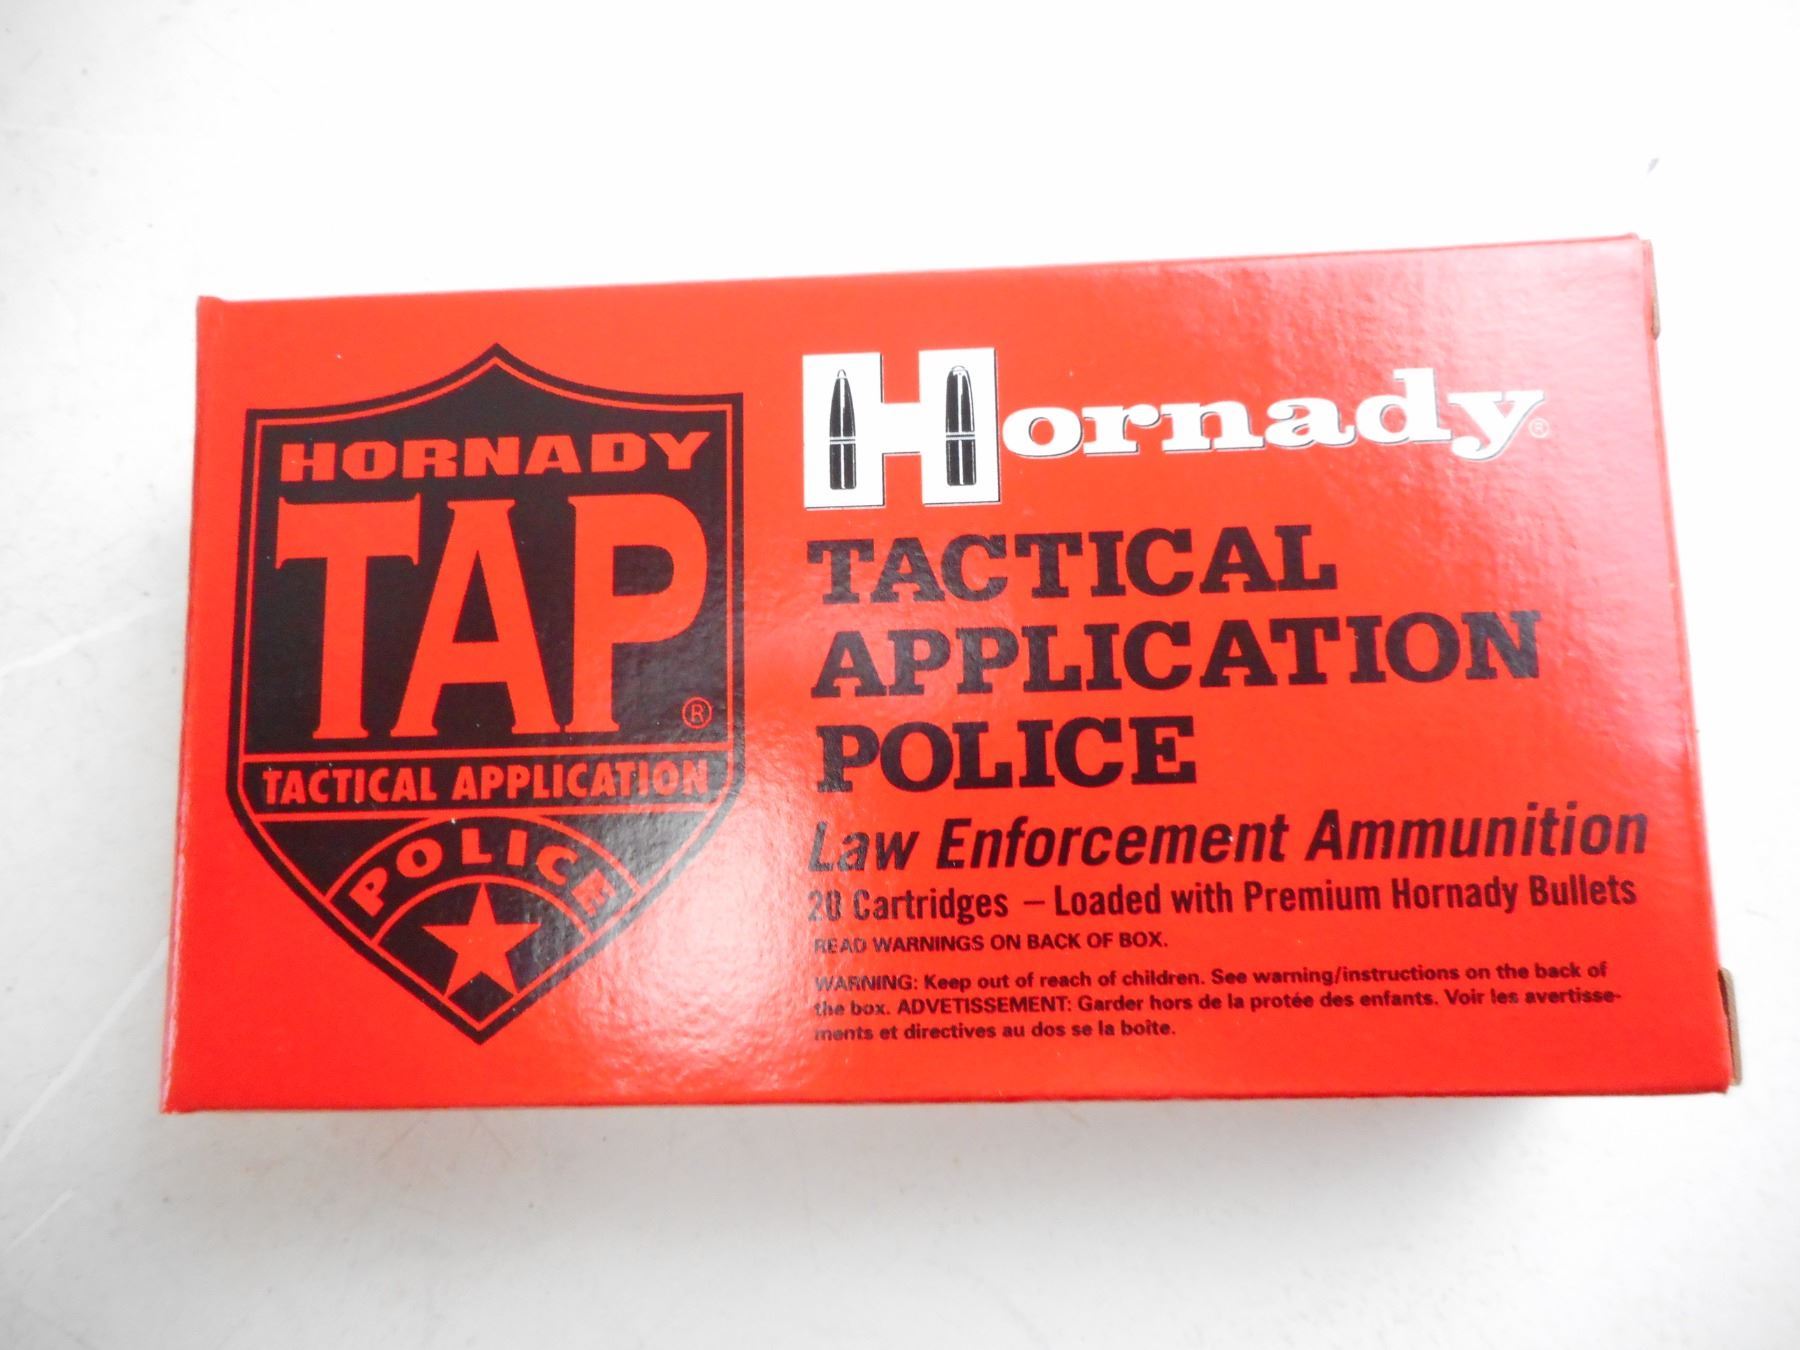 HORNADY
TAP®
TACTICAL APPLICATION
POLICE
Hornady®
TACTICAL
APPLICATION
POLICE
Law Enforcement Ammunition
20 Cartridges – Loaded with Premium Hornady Bullets
READ WARNINGS ON BACK OF BOX.
WARNING: Keep out of reach of children. See warning/instructions on the back of
the box. ADVETISSEMENT: Garder hors de la protée des enfants. Voir les avertisse-
ments et directives au dos se la boîte.